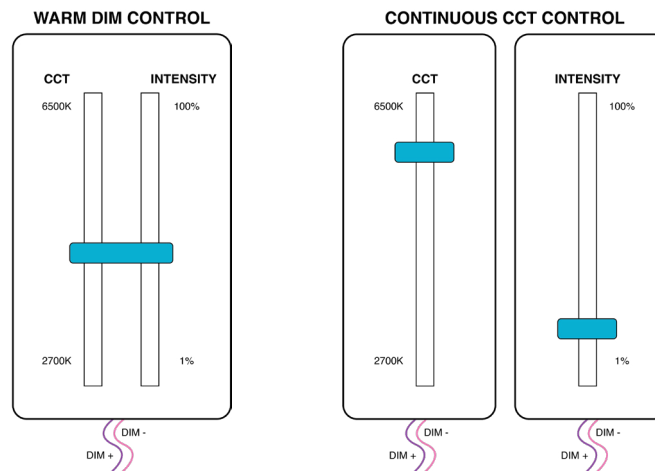 WARM DIM CONTROL
CCT INTENSITY
6500K 100%
2700K 1%
DIM -
DIM +
CONTINUOUS CCT CONTROL
CCT
6500K
2700K
DIM -
DIM +
INTENSITY
100%
1%
DIM -
DIM +